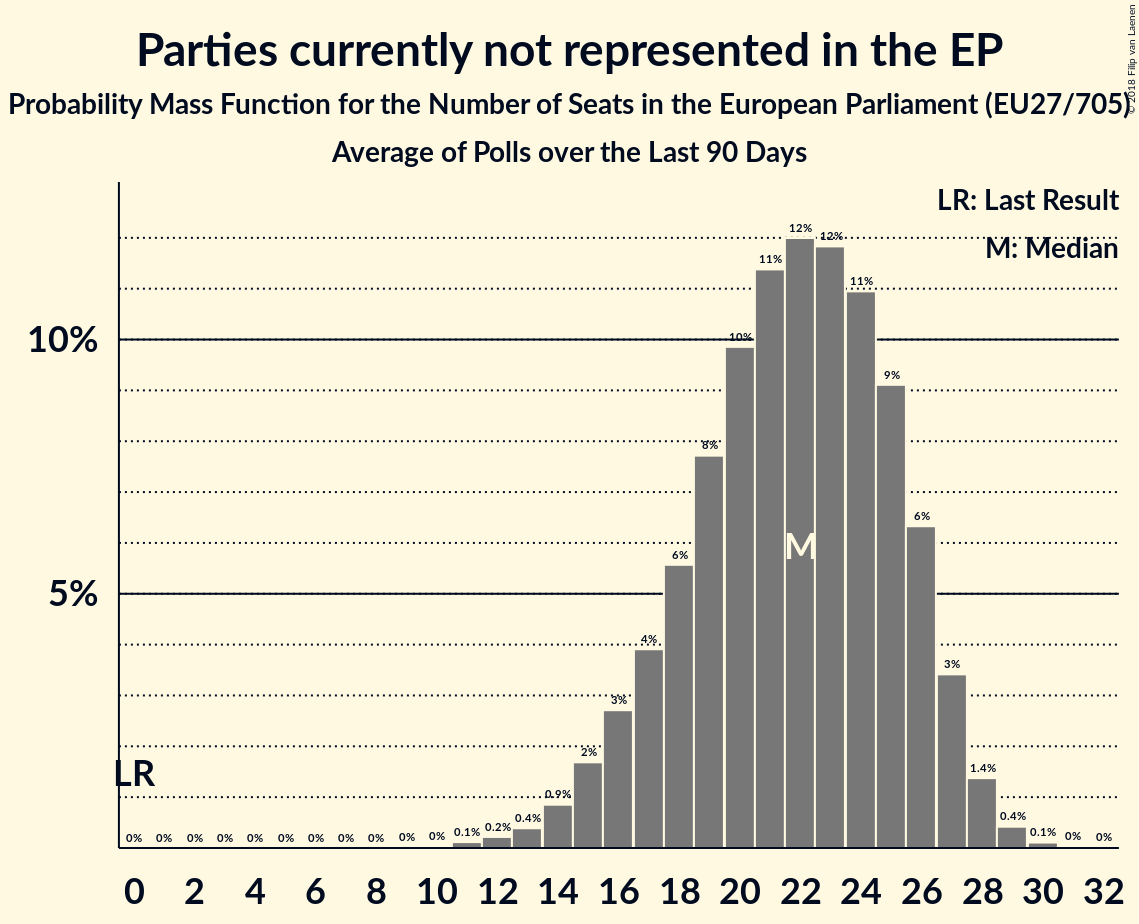 Parties currently not represented in the EP
Probability Mass Function for the Number of Seats in the European Parliament (EU27/705)
Average of Polls over the Last 90 Days
© 2018 Filip van Laenen
LR: Last Result
M: Median
10%
5%
0% 0% 0% 0% 0% 0% 0% 0% 0% 0% 0% 0.1% 0.2% 0.4% 0.9% 2% 3% 4% 6% 8% 10% 11% 12% 12% 11% 9% 6% 3% 1.4% 0.4% 0.1% 0% 0%
LR
M
0 2 4 6 8 10 12 14 16 18 20 22 24 26 28 30 32